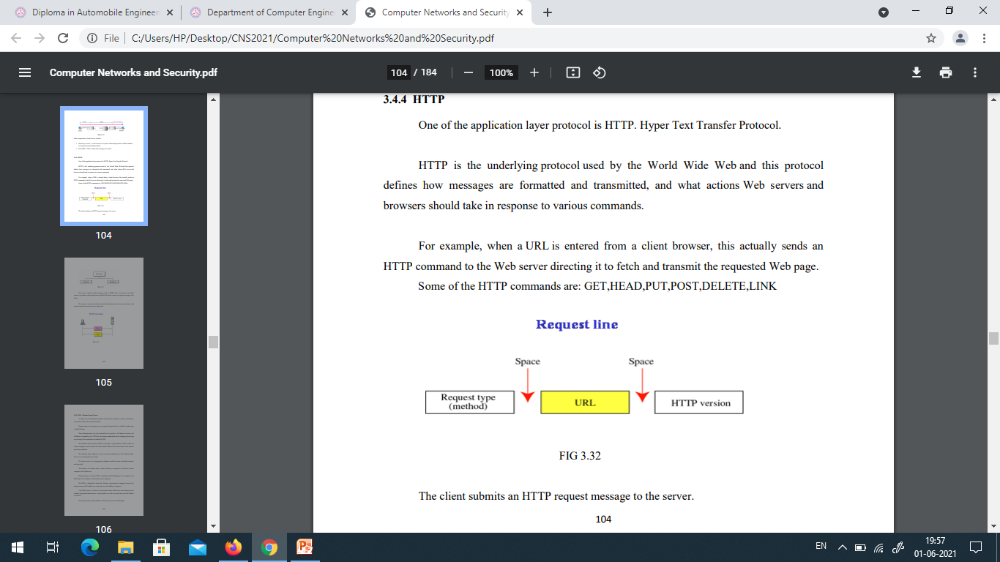 Diploma in Automobile Engineer
Department of Computer Engine
Computer Networks and Security
File
C:/Users/HP/Desktop/CNS2021/Computer%20Networks%20and%20Security.pdf
Computer Networks and Security.pdf
104 / 184
100%
104
105
106
3.4.4 HTTP
One of the application layer protocol is HTTP. Hyper Text Transfer Protocol.
HTTP is the underlying protocol used by the World Wide Web and this protocol
defines how messages are formatted and transmitted, and what actions Web servers and
browsers should take in response to various commands.
For example, when a URL is entered from a client browser, this actually sends an
HTTP command to the Web server directing it to fetch and transmit the requested Web page.
Some of the HTTP commands are: GET,HEAD,PUT,POST,DELETE,LINK
Request line
Space Space
Request type
(method)
URL
HTTP version
FIG 3.32
The client submits an HTTP request message to the server.
104
EN
19:57
01-06-2021